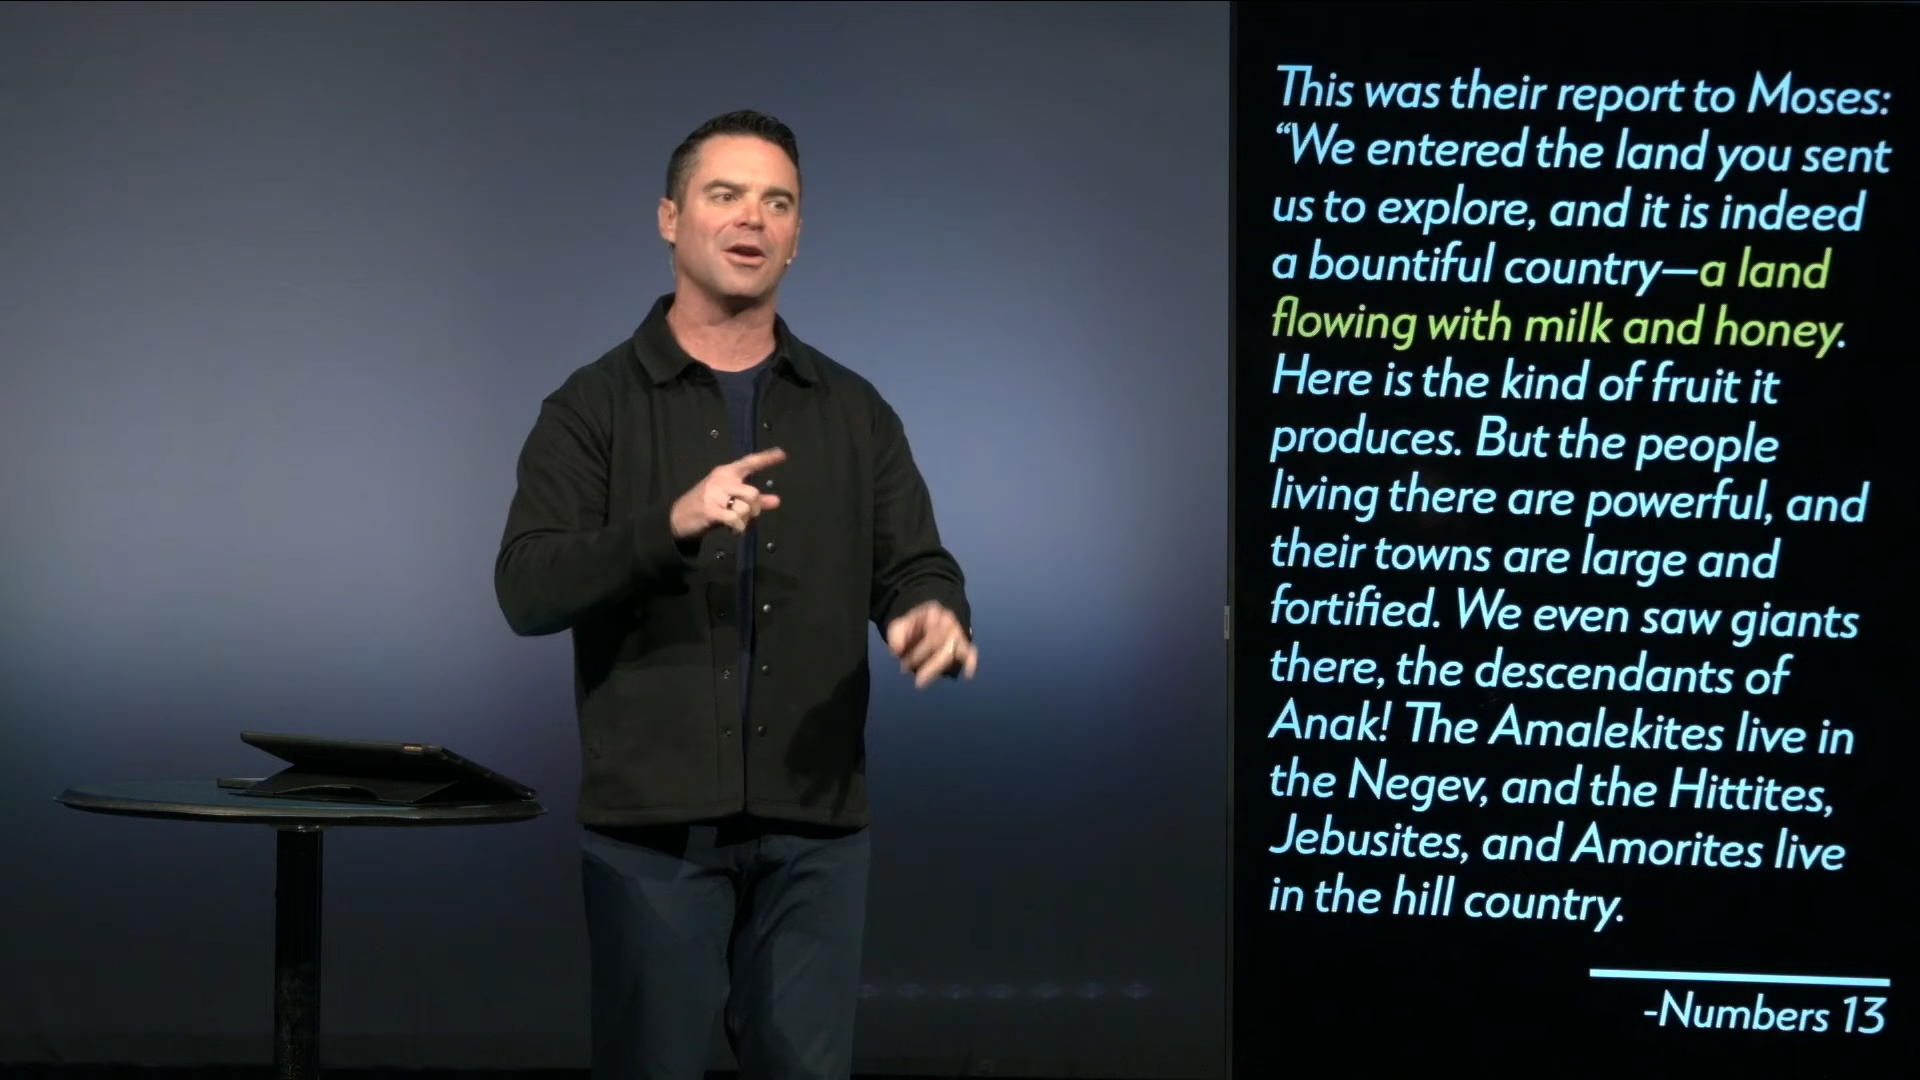 This was their report to Moses:
“We entered the land you sent
us to explore, and it is indeed
a bountiful country—a land
flowing with milk and honey.
Here is the kind of fruit it
produces. But the people
living there are powerful, and
their towns are large and
fortified. We even saw giants
there, the descendants of
Anak! The Amalekites live in
the Negev, and the Hittites,
Jebusites, and Amorites live
in the hill country.
-Numbers 13